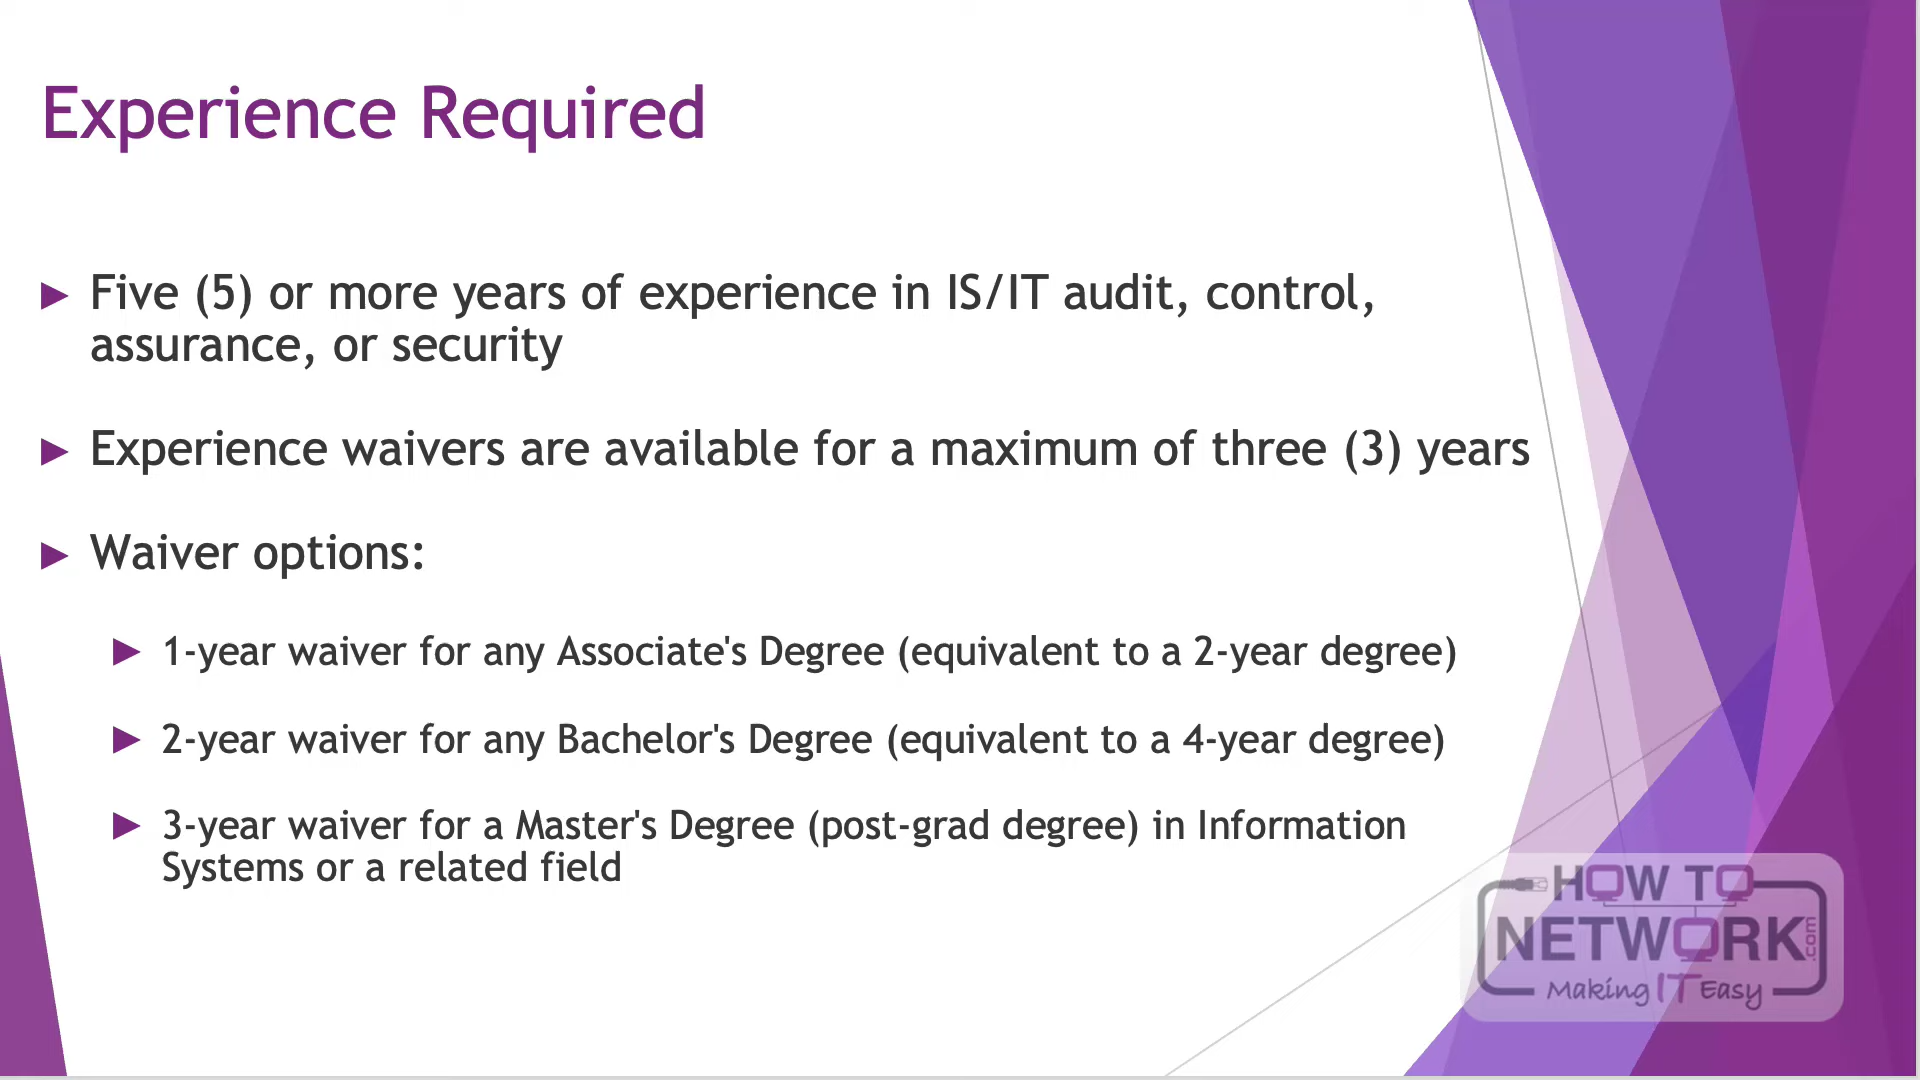 Experience Required
► Five (5) or more years of experience in IS/IT audit, control,
assurance, or security
► Experience waivers are available for a maximum of three (3) years
► Waiver options:
► 1-year waiver for any Associate's Degree (equivalent to a 2-year degree)
► 2-year waiver for any Bachelor's Degree (equivalent to a 4-year degree)
► 3-year waiver for a Master's Degree (post-grad degree) in Information
Systems or a related field
HOW TO
NETWORK.com
Making IT Easy